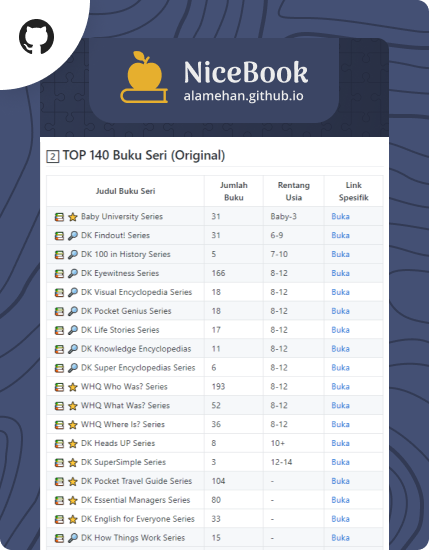 NiceBook
alamehan.github.io
2 TOP 140 Buku Seri (Original)
Judul Buku Seri Jumlah Buku Rentang Usia Link Spesifik
Baby University Series 31 Baby-3 Buka
DK Findout! Series 31 6-9 Buka
DK 100 in History Series 5 7-10 Buka
DK Eyewitness Series 166 8-12 Buka
DK Visual Encyclopedia Series 18 8-12 Buka
DK Pocket Genius Series 18 8-12 Buka
DK Life Stories Series 17 8-12 Buka
DK Knowledge Encyclopedias 11 8-12 Buka
DK Super Encyclopedias Series 6 8-12 Buka
WHQ Who Was? Series 193 8-12 Buka
WHQ What Was? Series 52 8-12 Buka
WHQ Where Is? Series 36 8-12 Buka
DK Heads UP Series 8 10+ Buka
DK SuperSimple Series 3 12-14 Buka
DK Pocket Travel Guide Series 104 - Buka
DK Essential Managers Series 80 - Buka
DK English for Everyone Series 33 - Buka
DK How Things Work Series 15 - Buka